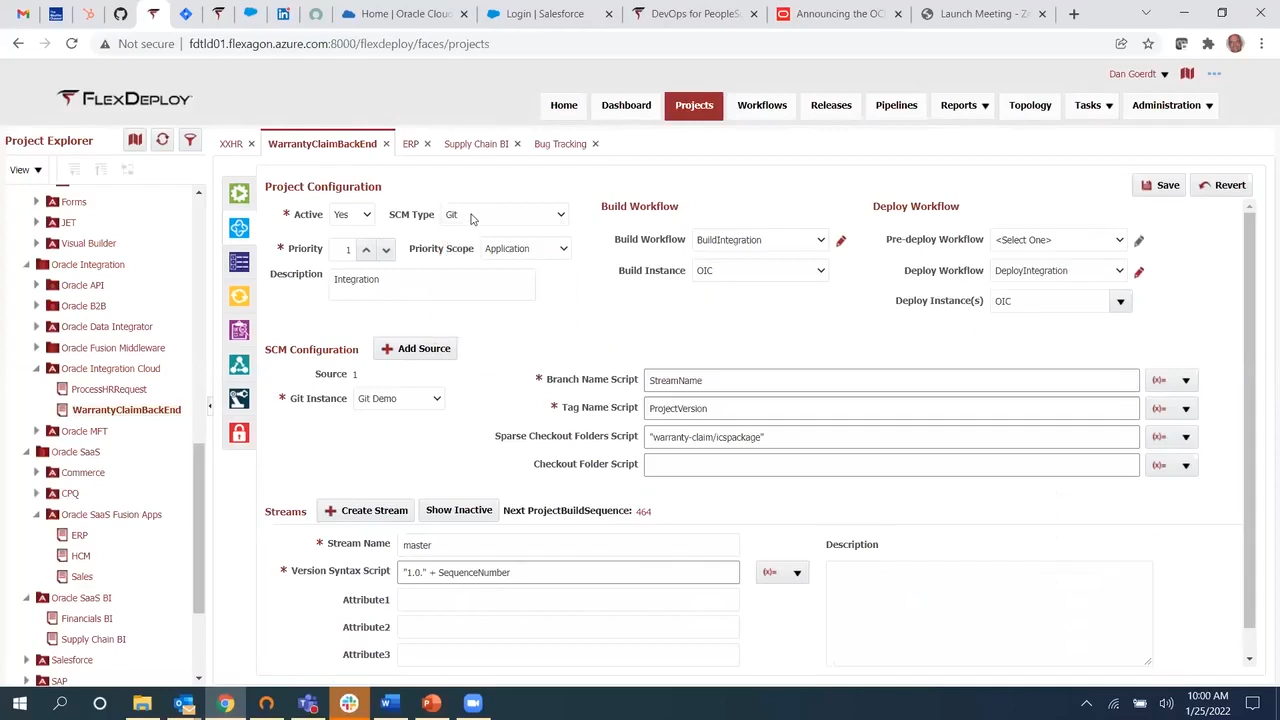 Home | Oracle Cloud
Login | Salesforce
DevOps for PeopleS
Announcing the OC
Launch Meeting - Z
Not secure fdtld01.flexagon.azure.com:8000/flexdeploy/faces/projects
Dan Goerdt
FLEXDEPLOY
Home Dashboard Projects Workflows Releases Pipelines Reports Topology Tasks Administration
Project Explorer
XXHR WarrantyClaimBackEnd ERP Supply Chain BI Bug Tracking
View
Forms
JET
Visual Builder
Oracle Integration
Oracle API
Oracle B2B
Oracle Data Integrator
Oracle Fusion Middleware
Oracle Integration Cloud
ProcessHRRequest
WarrantyClaimBackEnd
Oracle MFT
Oracle SaaS
Commerce
CPQ
Oracle SaaS Fusion Apps
ERP
HCM
Sales
Oracle SaaS BI
Financials BI
Supply Chain BI
Salesforce
SAP
Project Configuration
Save Revert
* Active Yes SCM Type Git
* Priority 1 Priority Scope Application
Description Integration
Build Workflow
Build Workflow BuildIntegration
Build Instance OIC
Deploy Workflow
Pre-deploy Workflow <Select One>
Deploy Workflow DeployIntegration
Deploy Instance(s) OIC
SCM Configuration Add Source
Source 1
* Git Instance Git Demo
* Branch Name Script StreamName (x)=
* Tag Name Script ProjectVersion (x)=
Sparse Checkout Folders Script "warranty-claim/icspackage" (x)=
Checkout Folder Script (x)=
Streams Create Stream Show Inactive Next ProjectBuildSequence: 464
* Stream Name master
* Version Syntax Script "1.0." + SequenceNumber (x)=
Attribute1
Attribute2
Attribute3
Description
10:00 AM
1/25/2022